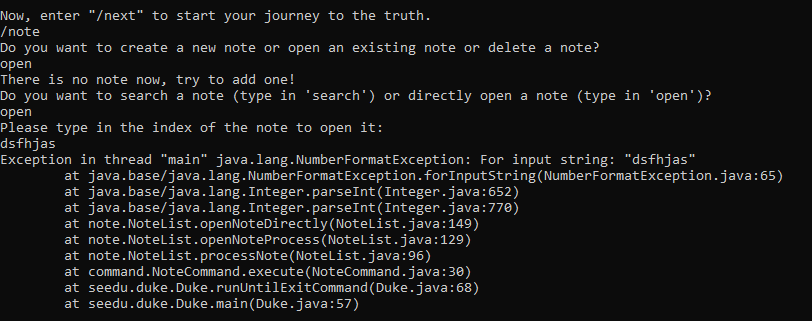 Now, enter "/next" to start your journey to the truth.
/note
Do you want to create a new note or open an existing note or delete a note?
open
There is no note now, try to add one!
Do you want to search a note (type in 'search') or directly open a note (type in 'open')?
open
Please type in the index of the note to open it:
dsfhjas
Exception in thread "main" java.lang.NumberFormatException: For input string: "dsfhjas"
        at java.base/java.lang.NumberFormatException.forInputString(NumberFormatException.java:65)
        at java.base/java.lang.Integer.parseInt(Integer.java:652)
        at java.base/java.lang.Integer.parseInt(Integer.java:770)
        at note.NoteList.openNoteDirectly(NoteList.java:149)
        at note.NoteList.openNoteProcess(NoteList.java:129)
        at note.NoteList.processNote(NoteList.java:96)
        at command.NoteCommand.execute(NoteCommand.java:30)
        at seedu.duke.Duke.runUntilExitCommand(Duke.java:68)
        at seedu.duke.Duke.main(Duke.java:57)